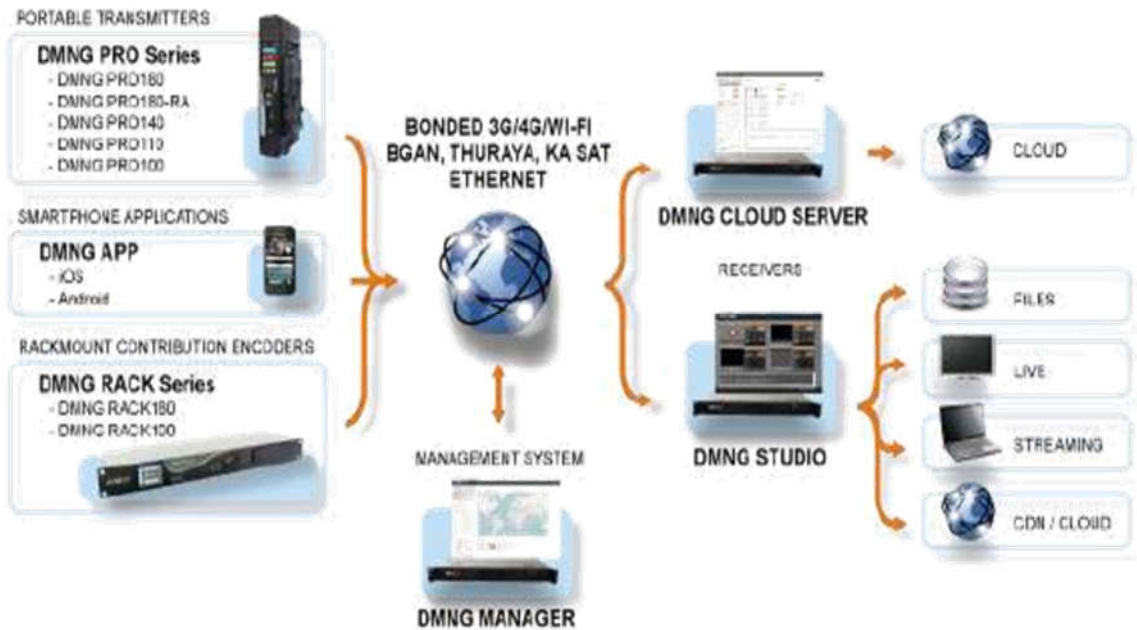 PORTABLE TRANSMITTERS
DMNG PRO Series
- DMNG PRO180
- DMNG PRO180-RA
- DMNG PRO140
- DMNG PRO110
- DMNG PRO100
SMARTPHONE APPLICATIONS
DMNG APP
- iOS
- Android
RACKMOUNT CONTRIBUTION ENCODERS
DMNG RACK Series
- DMNG RACK180
- DMNG RACK100
BONDED 3G/4G/WI-FI
BGAN, THURAYA, KA SAT
ETHERNET
MANAGEMENT SYSTEM
DMNG MANAGER
DMNG CLOUD SERVER
CLOUD
RECEIVERS
DMNG STUDIO
FILES
LIVE
STREAMING
CDN / CLOUD